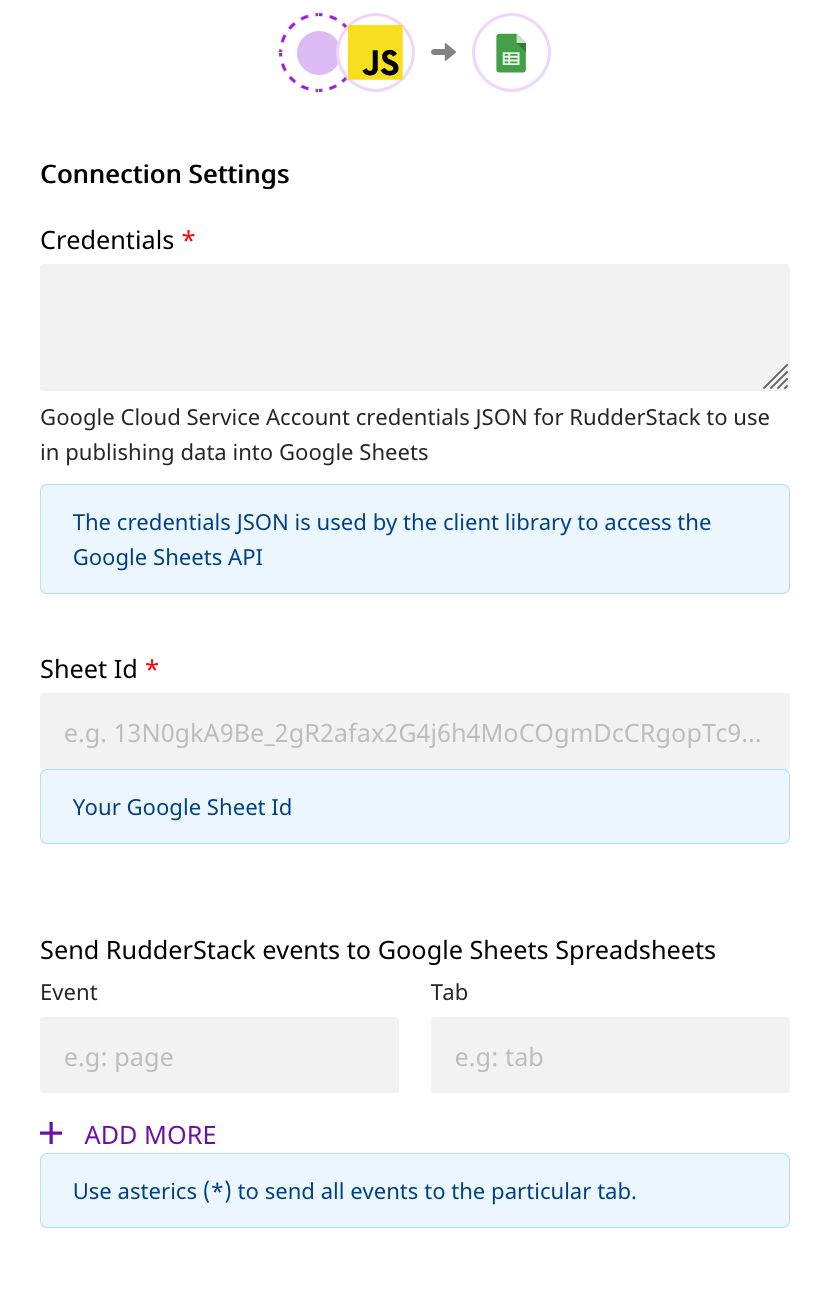 JS
Connection Settings
Credentials *
Google Cloud Service Account credentials JSON for RudderStack to use
in publishing data into Google Sheets
The credentials JSON is used by the client library to access the
Google Sheets API
Sheet Id *
e.g. 13N0gkA9Be_2gR2afax2G4j6h4MoCOgmDcCRgopTc9...
Your Google Sheet Id
Send RudderStack events to Google Sheets Spreadsheets
Event Tab
e.g: page e.g: tab
+ ADD MORE
Use asterics (*) to send all events to the particular tab.